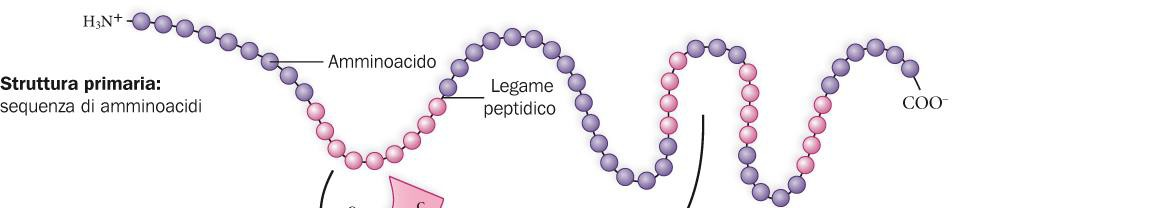 H₃N⁺
Amminoacido
Struttura primaria:
sequenza di amminoacidi
Legame
peptidico
COO⁻
C